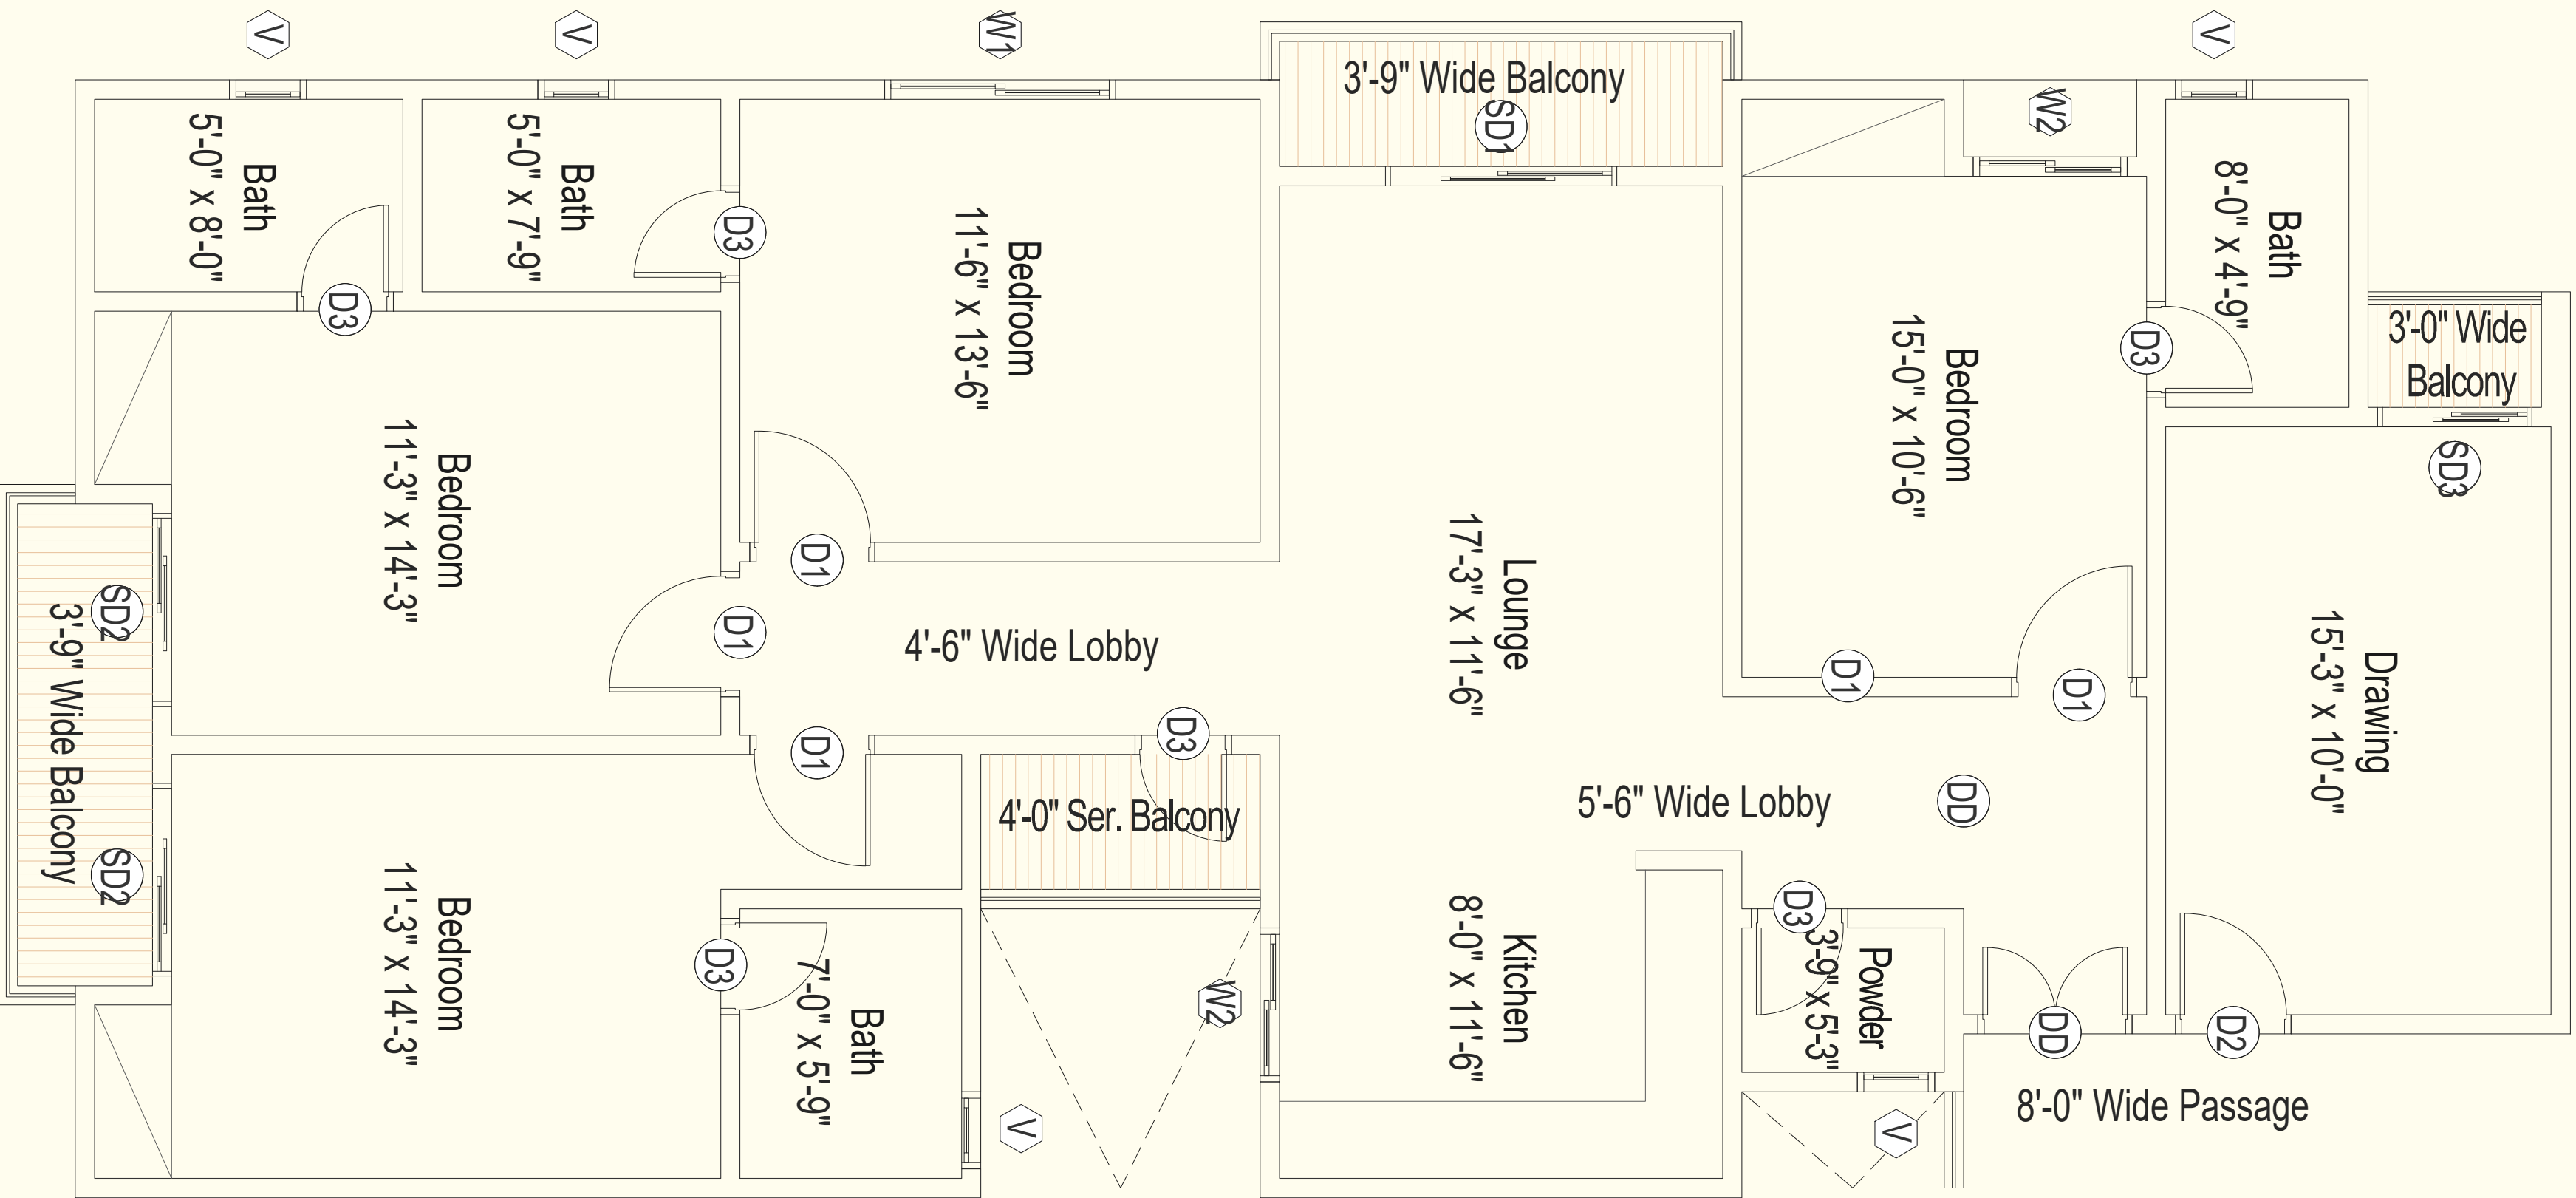 V
V
W1
V
3'-9" Wide Balcony
SD1
W2
Bath
5'-0" x 8'-0"
Bath
5'-0" x 7'-9"
D3
D3
Bedroom
11'-6" x 13'-6"
Bath
8'-0" x 4'-9"
D3
3'-0" Wide
Balcony
SD3
Bedroom
15'-0" x 10'-6"
Bedroom
11'-3" x 14'-3"
D1
D1
D1
4'-6" Wide Lobby
Lounge
17'-3" x 11'-6"
D1
D1
Drawing
15'-3" x 10'-0"
SD2
3'-9" Wide Balcony
SD2
D3
4'-0" Ser. Balcony
5'-6" Wide Lobby
DD
Bedroom
11'-3" x 14'-3"
D3
Bath
7'-0" x 5'-9"
W2
V
Kitchen
8'-0" x 11'-6"
D3
Powder
3'-9" x 5'-3"
DD
D2
V
8'-0" Wide Passage